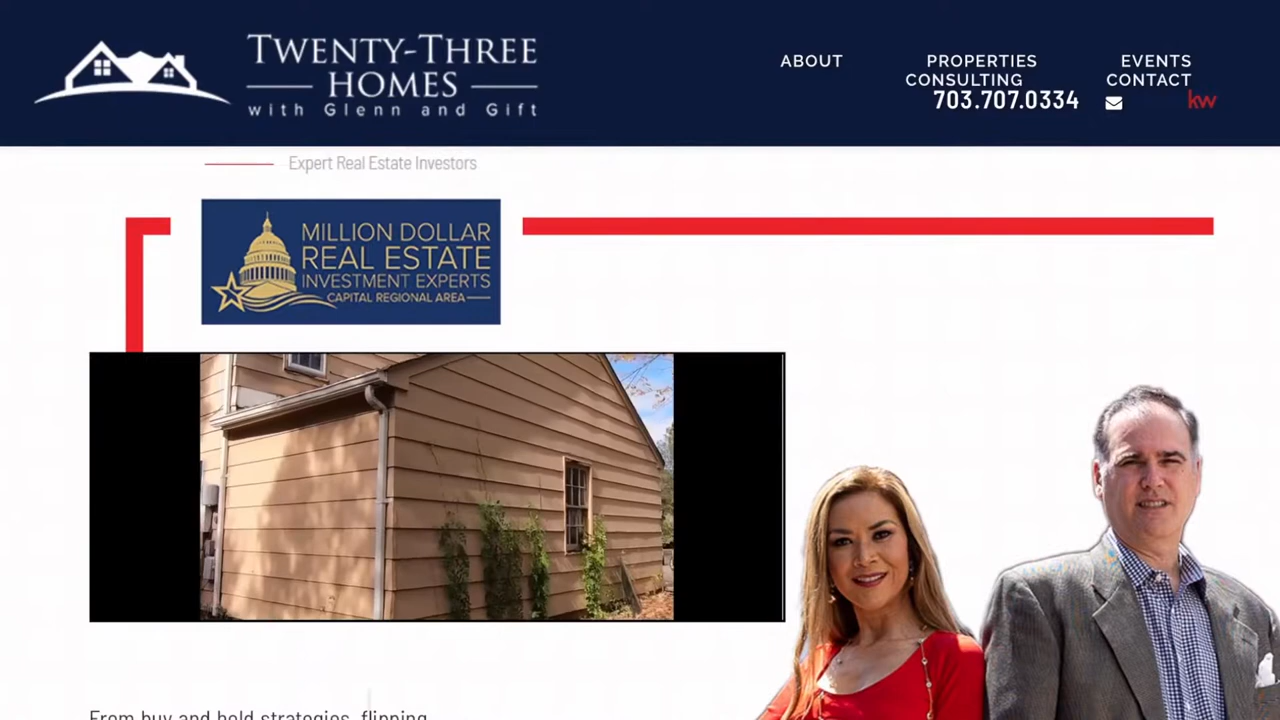 TWENTY-THREE
HOMES
with Glenn and Gift
ABOUT PROPERTIES EVENTS
CONSULTING CONTACT
703.707.0334 kw
Expert Real Estate Investors
MILLION DOLLAR
REAL ESTATE
INVESTMENT EXPERTS
CAPITAL REGIONAL AREA
From buy and hold strategies, flipping